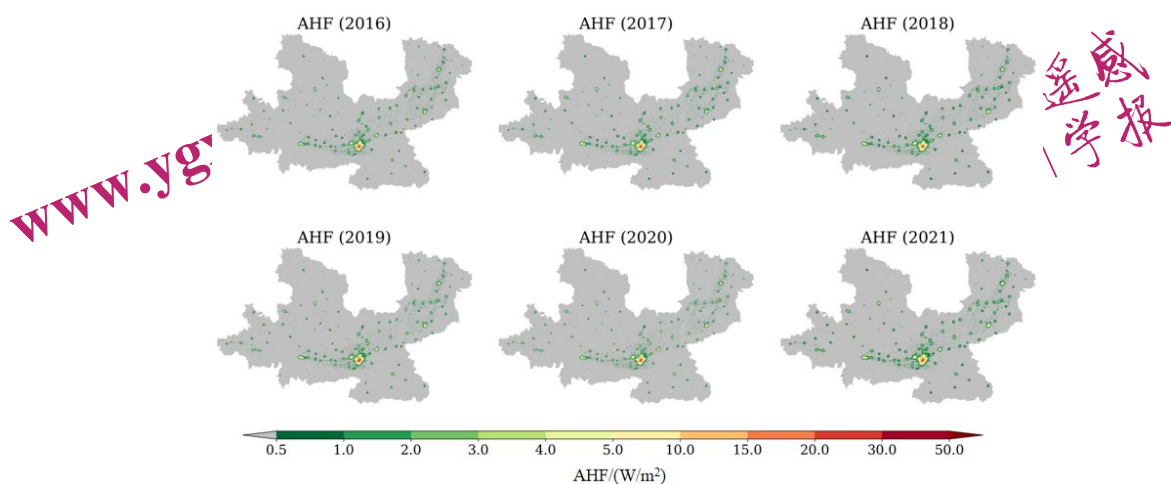 AHF (2016) AHF (2017) AHF (2018)
遥感
学报
www.yg
AHF (2019) AHF (2020) AHF (2021)
0.5 1.0 2.0 3.0 4.0 5.0 10.0 15.0 20.0 30.0 50.0
AHF/(W/m²)